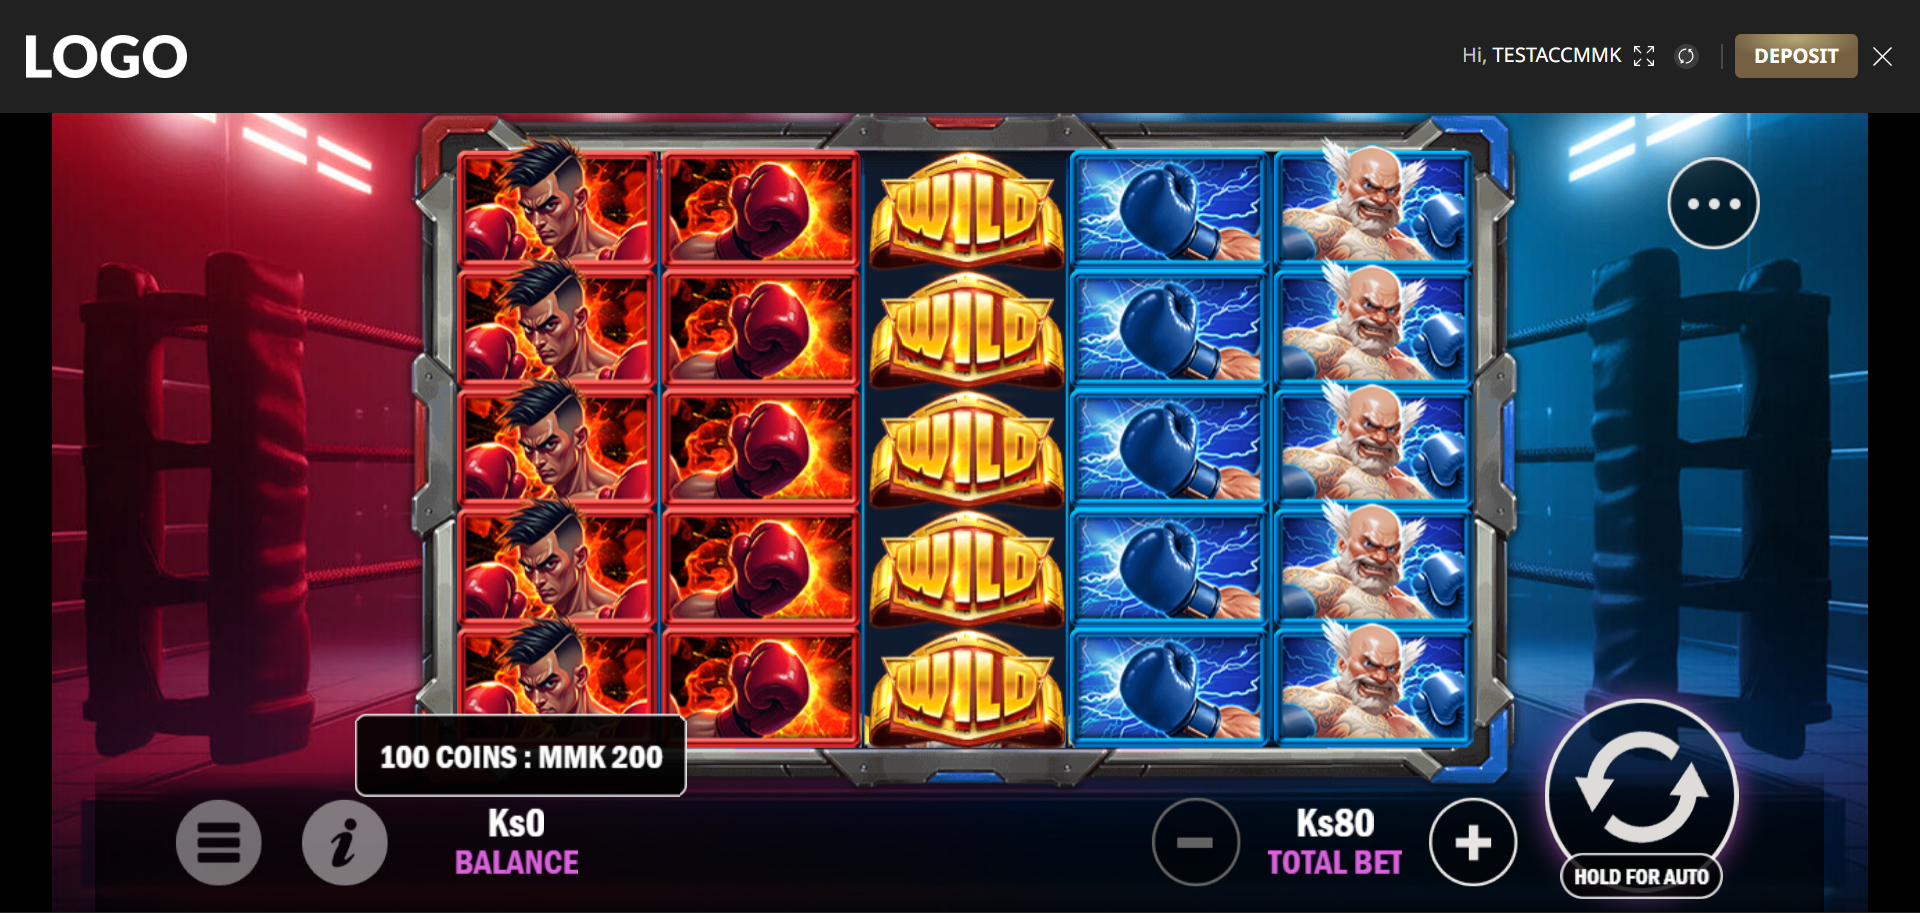 LOGO
Hi, TESTACCMMK
DEPOSIT
WILD
WILD
WILD
WILD
WILD
100 COINS : MMK 200
Ks0
BALANCE
Ks80
TOTAL BET
HOLD FOR AUTO